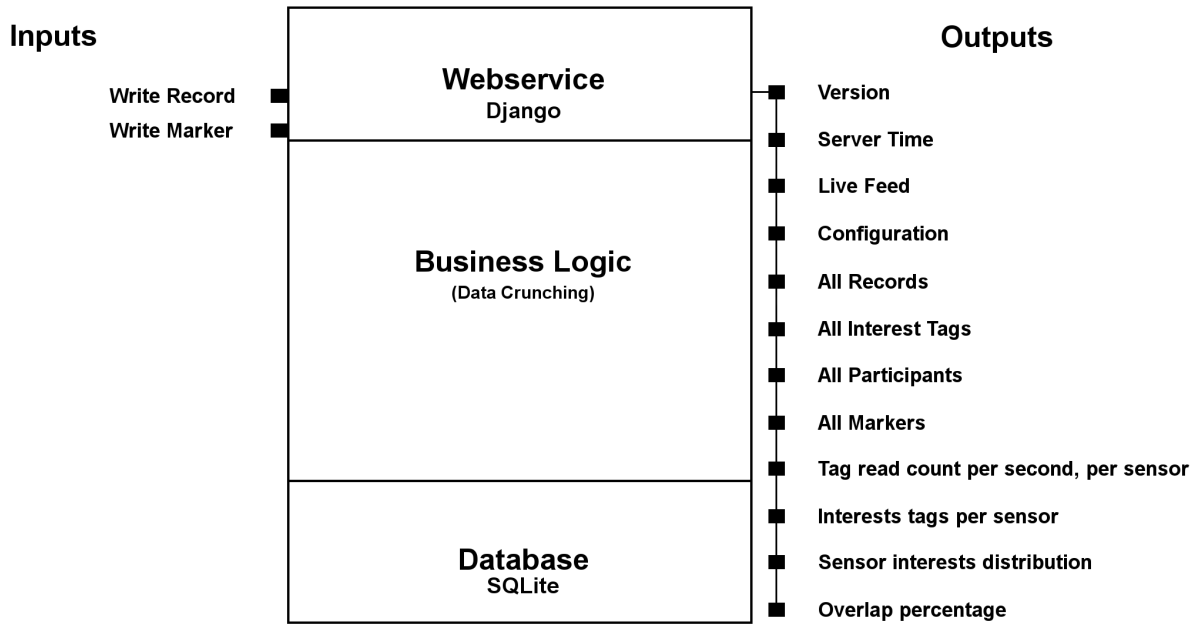 Inputs
Write Record
Write Marker
Webservice
Django
Business Logic
(Data Crunching)
Database
SQLite
Outputs
Version
Server Time
Live Feed
Configuration
All Records
All Interest Tags
All Participants
All Markers
Tag read count per second, per sensor
Interests tags per sensor
Sensor interests distribution
Overlap percentage